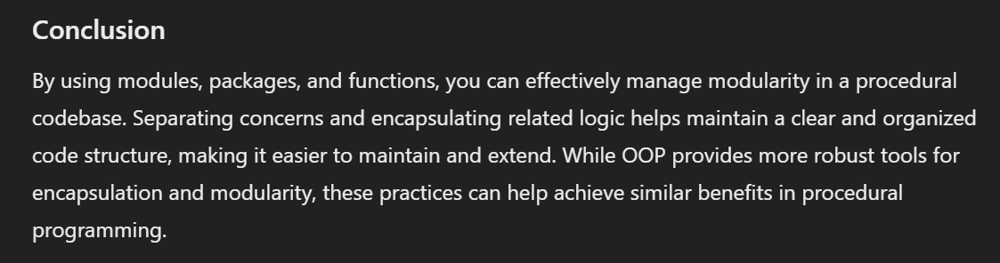 Conclusion
By using modules, packages, and functions, you can effectively manage modularity in a procedural
codebase. Separating concerns and encapsulating related logic helps maintain a clear and organized
code structure, making it easier to maintain and extend. While OOP provides more robust tools for
encapsulation and modularity, these practices can help achieve similar benefits in procedural
programming.